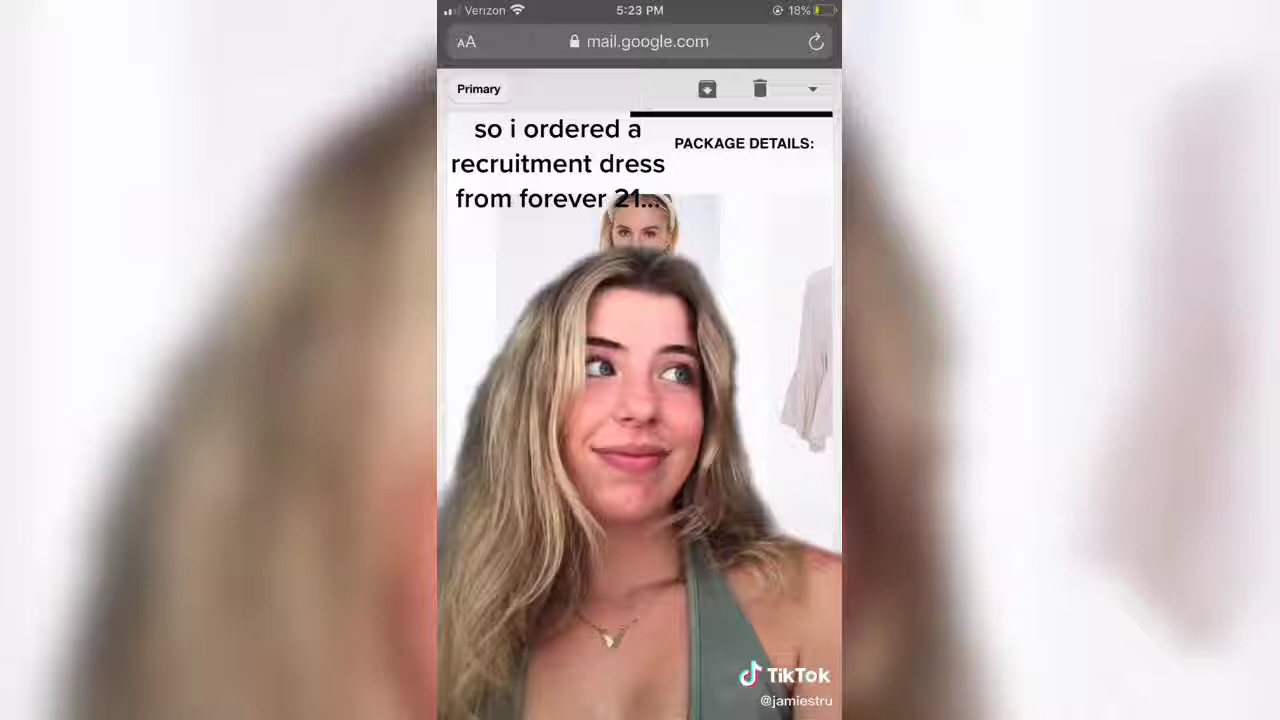 Verizon 5:23 PM 18%
AA mail.google.com
Primary
so i ordered a
recruitment dress
from forever 21...
PACKAGE DETAILS:
TikTok
@jamiestru